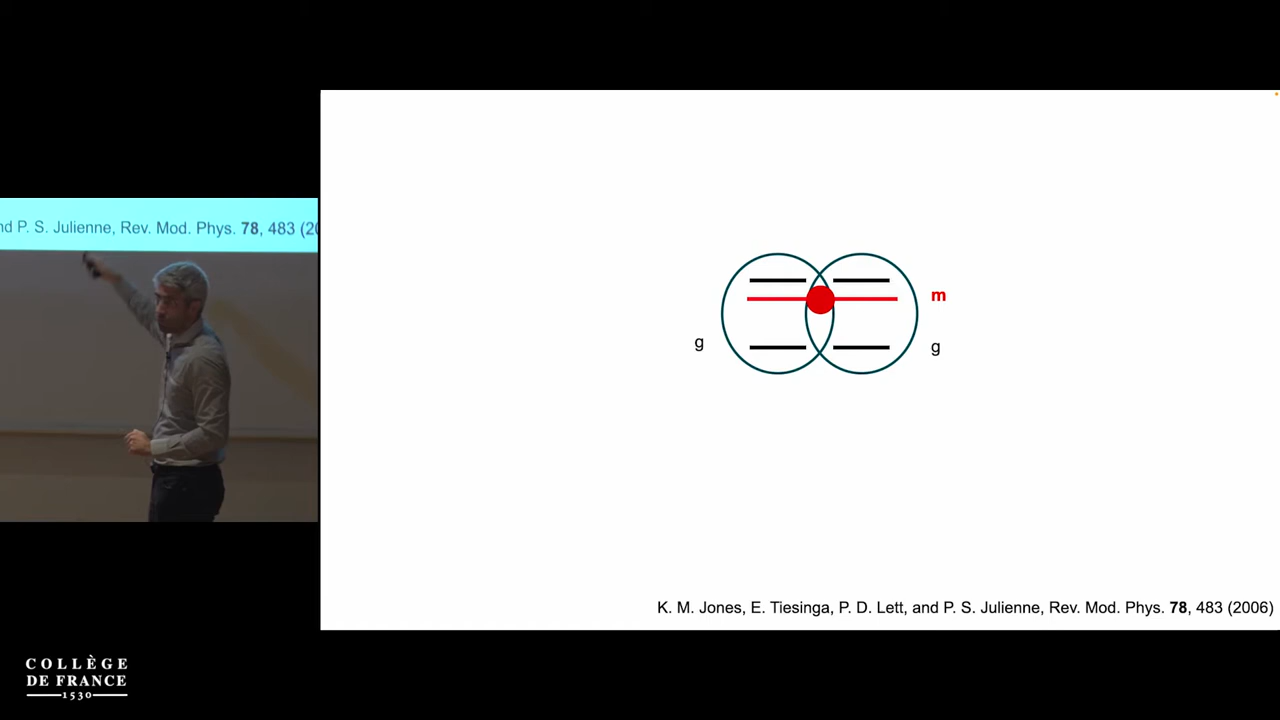 nd P. S. Julienne, Rev. Mod. Phys. 78, 483 (20
m
g
g
K. M. Jones, E. Tiesinga, P. D. Lett, and P. S. Julienne, Rev. Mod. Phys. 78, 483 (2006)
COLLÈGE
DE FRANCE
1530